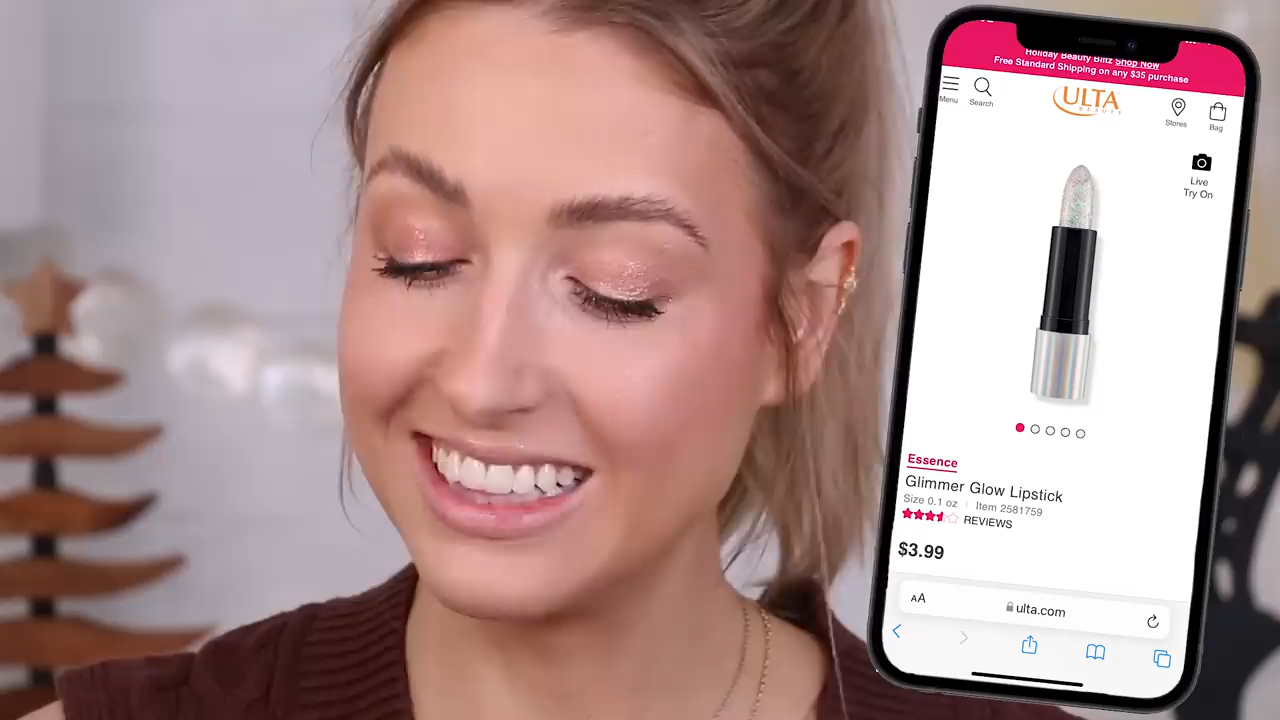 Holiday Beauty Blitz Shop Now
Free Standard Shipping on any $35 purchase
Menu
Search
ULTA
BEAUTY
Stores
Bag
Live
Try On
Essence
Glimmer Glow Lipstick
Size 0.1 oz | Item 2581759
REVIEWS
$3.99
AA
ulta.com